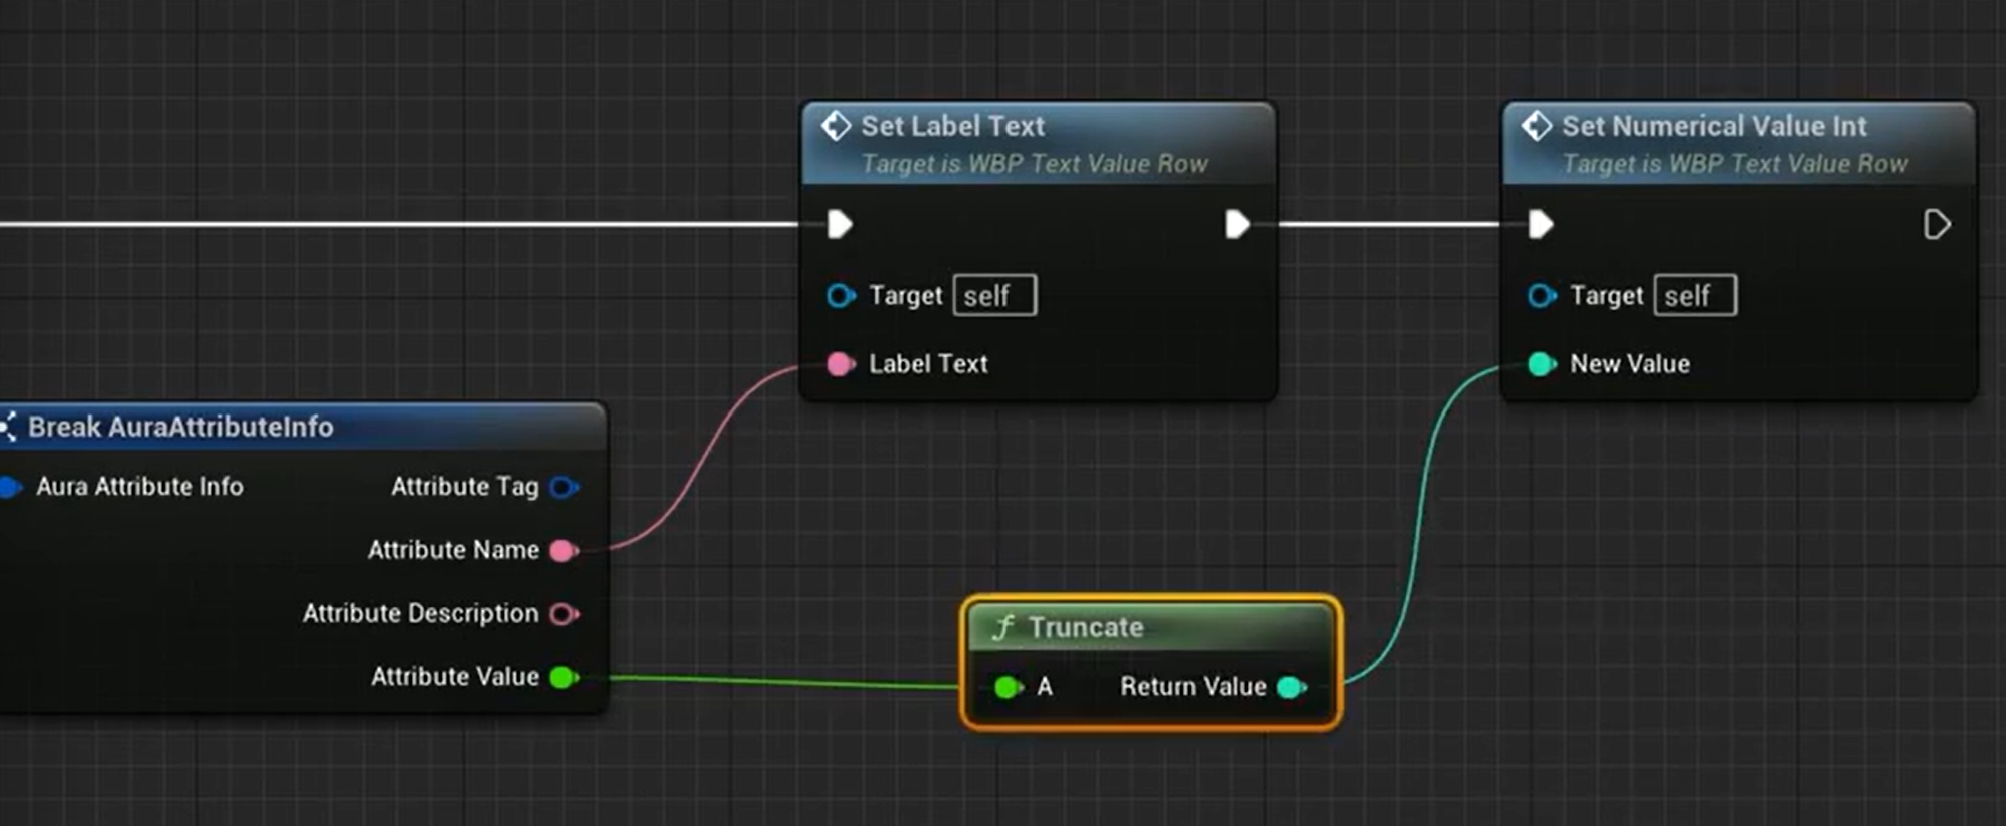 Set Label Text
Target is WBP Text Value Row
Target self
Label Text
Set Numerical Value Int
Target is WBP Text Value Row
Target self
New Value
Break AuraAttributeInfo
Aura Attribute Info
Attribute Tag
Attribute Name
Attribute Description
Attribute Value
f Truncate
A Return Value